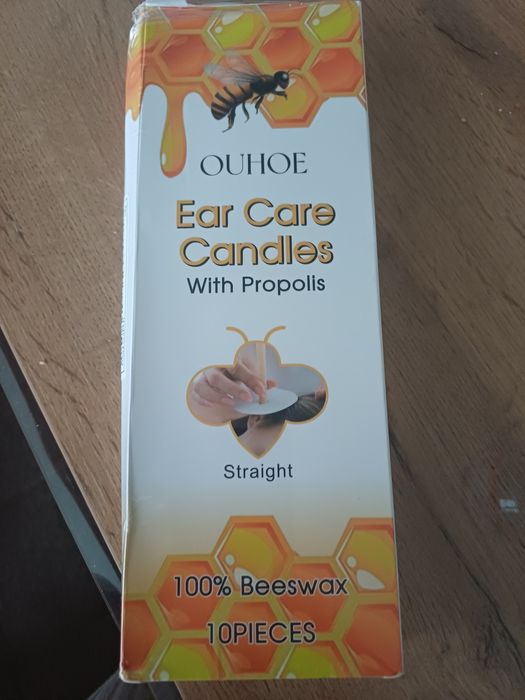 OUHOE
Ear Care
Candles
With Propolis
Straight
100% Beeswax
10PIECES